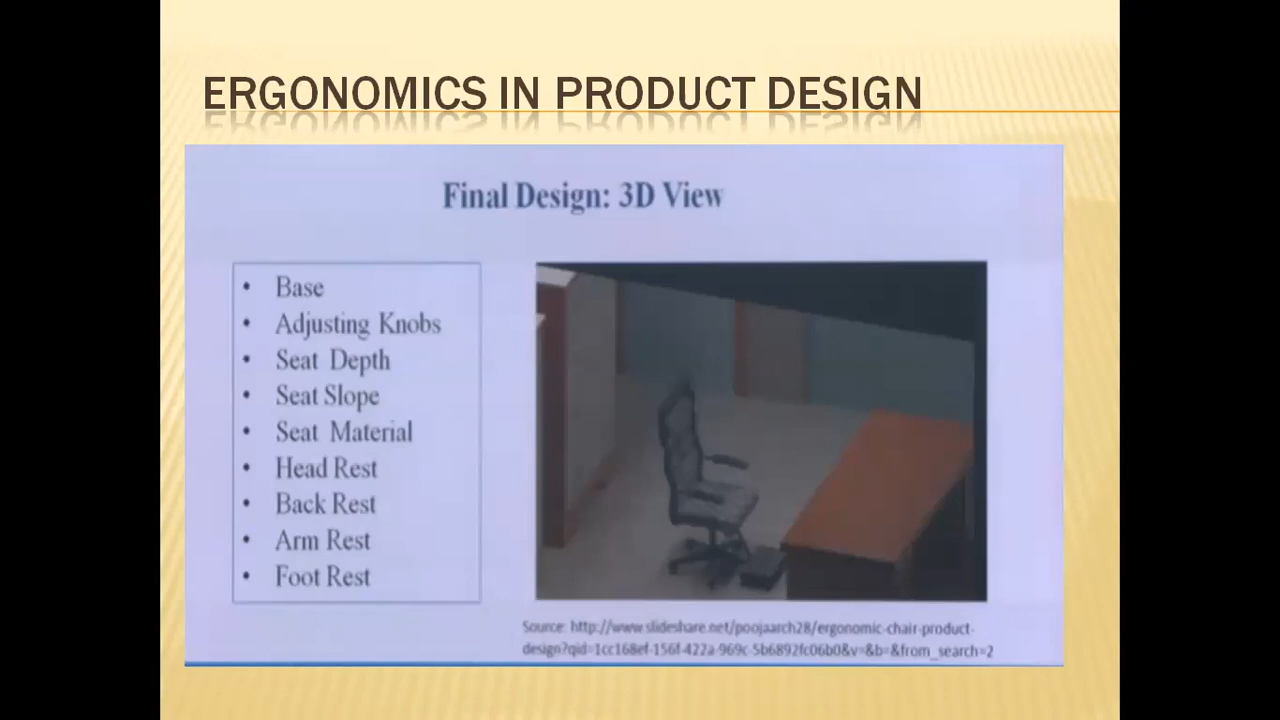 ERGONOMICS IN PRODUCT DESIGN
Final Design: 3D View
• Base
• Adjusting Knobs
• Seat Depth
• Seat Slope
• Seat Material
• Head Rest
• Back Rest
• Arm Rest
• Foot Rest
Source: http://www.slideshare.net/poojaarch28/ergonomic-chair-product-
design?qid=1cc168ef-156f-422a-969c-5b6892fc06b0&v=&b=&from_search=2